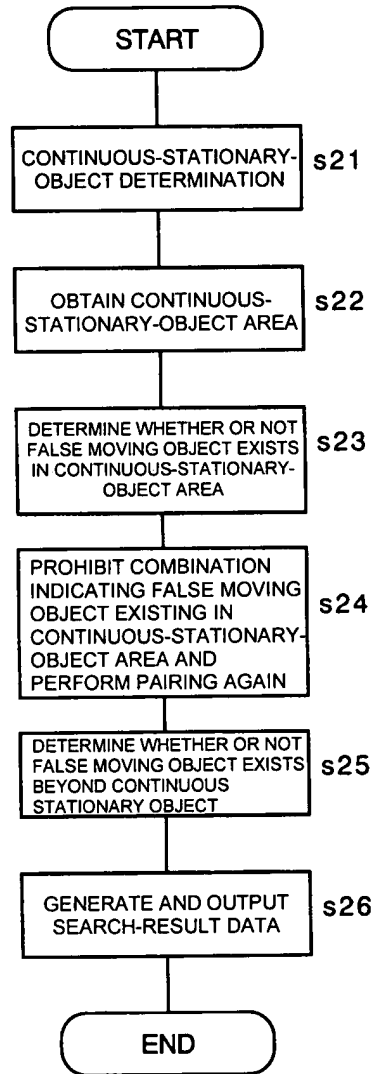 START
CONTINUOUS-STATIONARY-
OBJECT DETERMINATION
s21
OBTAIN CONTINUOUS-
STATIONARY-OBJECT AREA
s22
DETERMINE WHETHER OR NOT
FALSE MOVING OBJECT EXISTS
IN CONTINUOUS-STATIONARY-
OBJECT AREA
s23
PROHIBIT COMBINATION
INDICATING FALSE MOVING
OBJECT EXISTING IN
CONTINUOUS-STATIONARY-
OBJECT AREA AND
PERFORM PAIRING AGAIN
s24
DETERMINE WHETHER OR NOT
FALSE MOVING OBJECT EXISTS
BEYOND CONTINUOUS
STATIONARY OBJECT
s25
GENERATE AND OUTPUT
SEARCH-RESULT DATA
s26
END